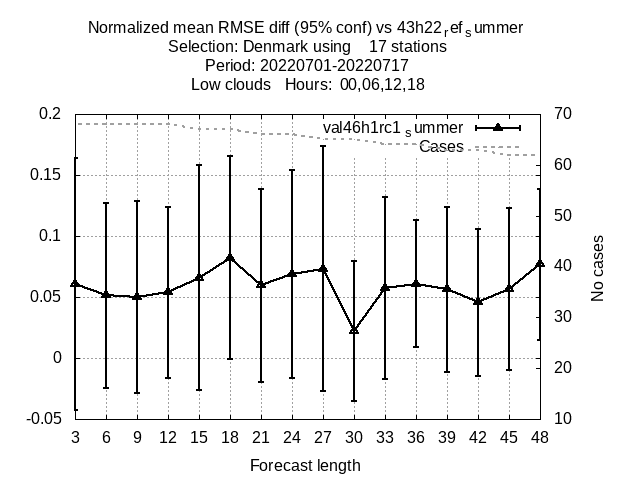 Normalized mean RMSE diff (95% conf) vs 43h22refsummer
Selection: Denmark using    17 stations
Period: 20220701-20220717
Low clouds   Hours: 00,06,12,18
0.2
0.15
0.1
0.05
0
-0.05
70
60
50
40
30
20
10
val46h1rc1summer
Cases
No cases
3 6 9 12 15 18 21 24 27 30 33 36 39 42 45 48
Forecast length